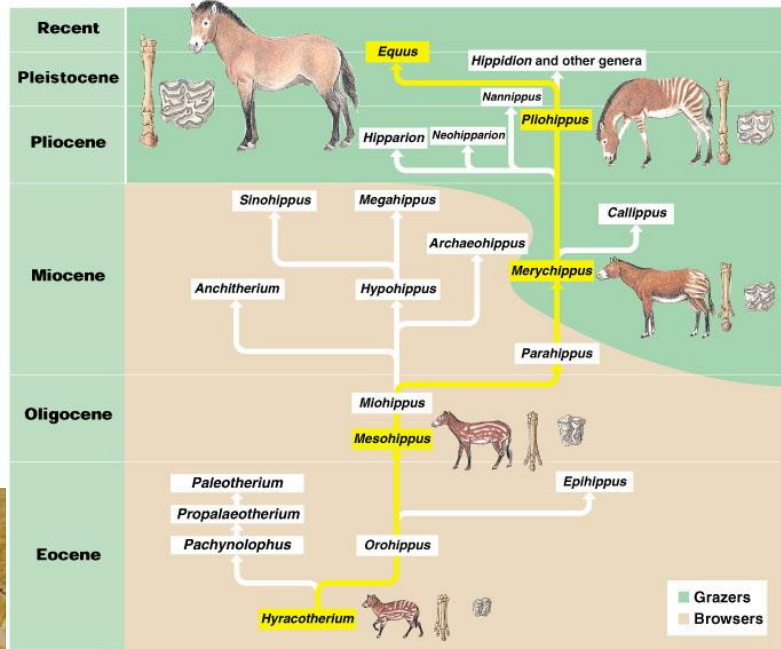 Recent
Equus
Hippidion and other genera
Pleistocene
Nannippus
Pliohippus
Pliocene
Hipparion
Neohipparion
Sinohippus
Megahippus
Callippus
Archaeohippus
Miocene
Merychippus
Anchitherium
Hypohippus
Parahippus
Miohippus
Oligocene
Mesohippus
Paleotherium
Epihippus
Propalaeotherium
Eocene
Pachynolophus
Orohippus
Hyracotherium
Grazers
Browsers